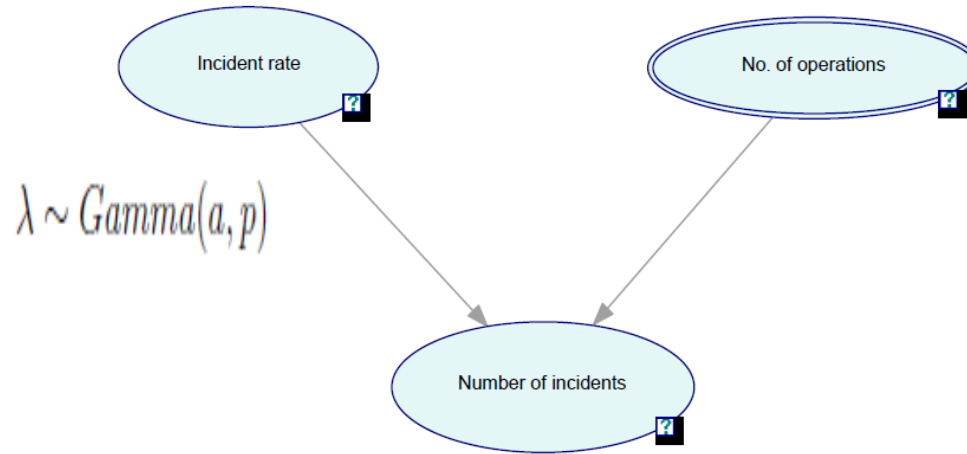 Incident rate
No. of operations
?
?
λ ~ Gamma(a, p)
Number of incidents
?